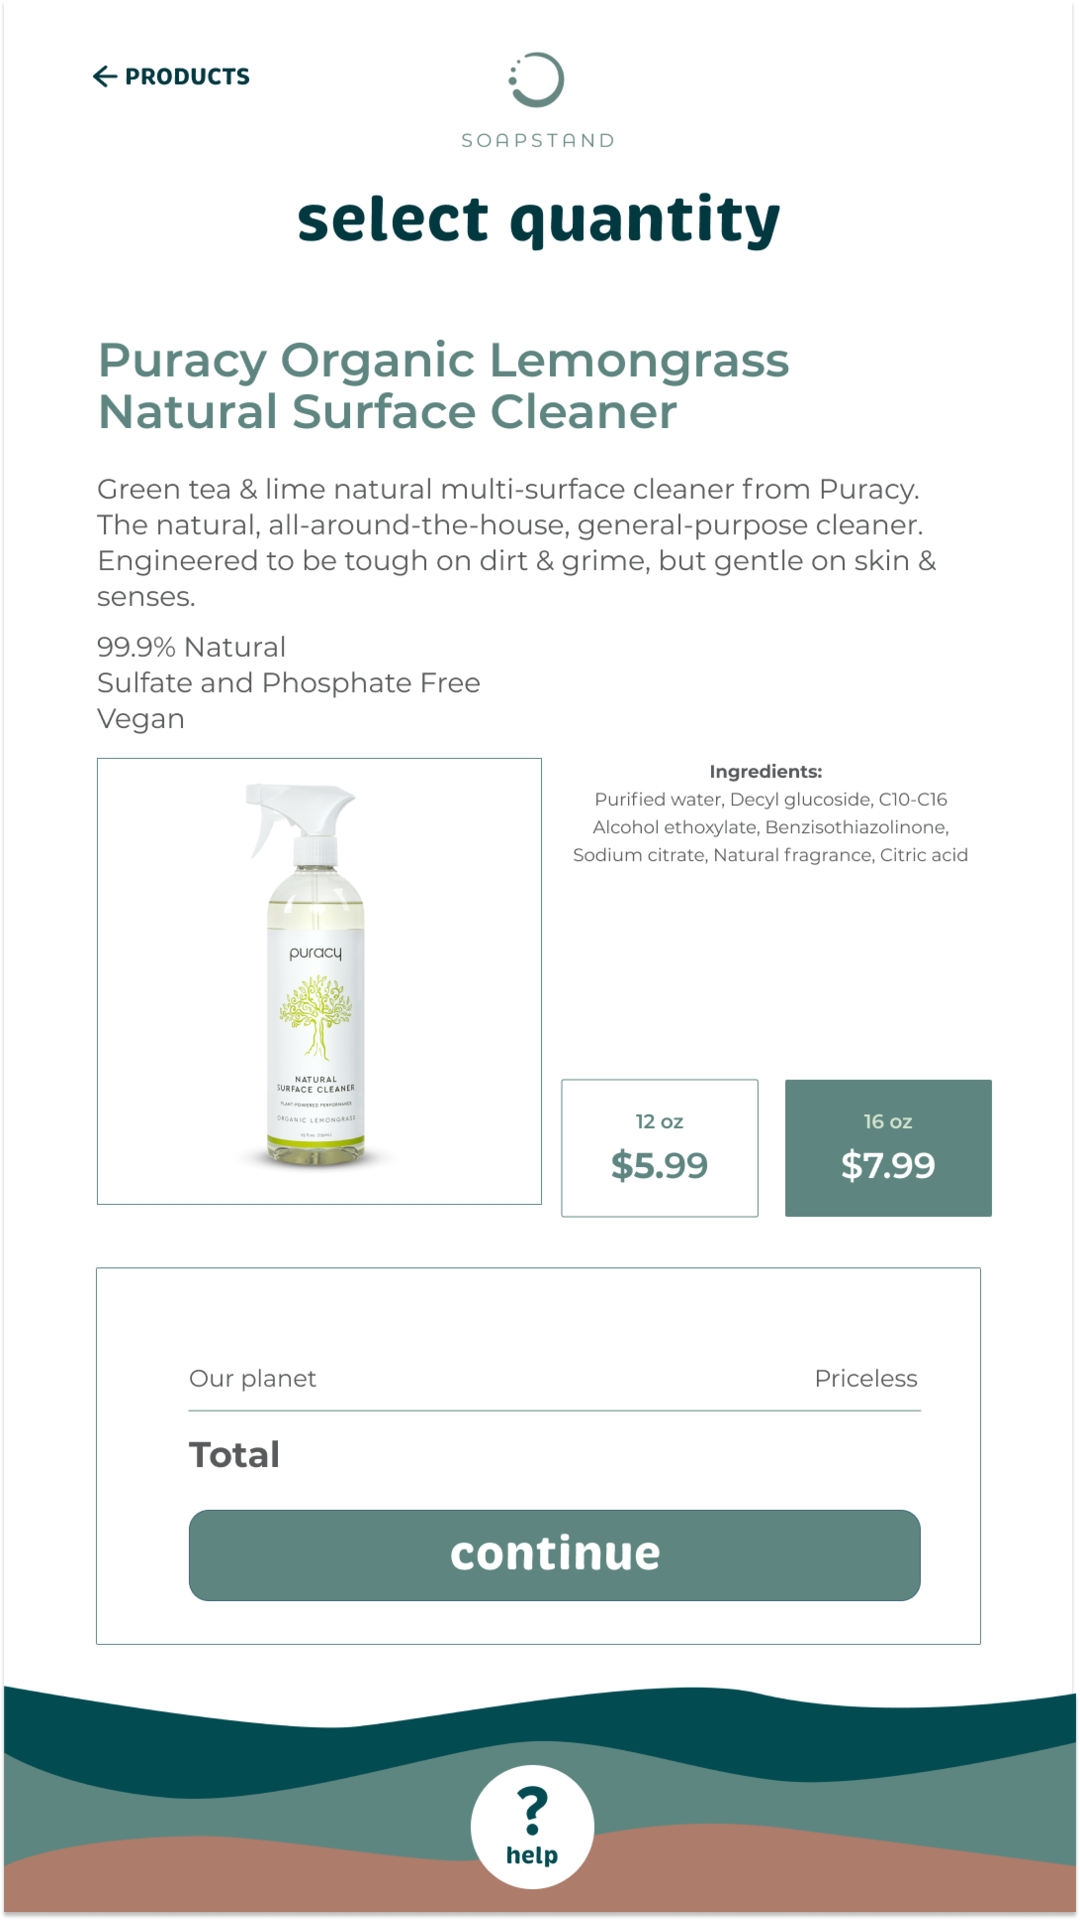 ← PRODUCTS
SOAPSTAND
select quantity
Puracy Organic Lemongrass
Natural Surface Cleaner
Green tea & lime natural multi-surface cleaner from Puracy.
The natural, all-around-the-house, general-purpose cleaner.
Engineered to be tough on dirt & grime, but gentle on skin &
senses.
99.9% Natural
Sulfate and Phosphate Free
Vegan
puracy
NATURAL
SURFACE CLEANER
PLANT-POWERED PERFORMANCE
ORGANIC LEMONGRASS
Ingredients:
Purified water, Decyl glucoside, C10-C16
Alcohol ethoxylate, Benzisothiazolinone,
Sodium citrate, Natural fragrance, Citric acid
12 oz
$5.99
16 oz
$7.99
Our planet Priceless
Total
continue
?
help